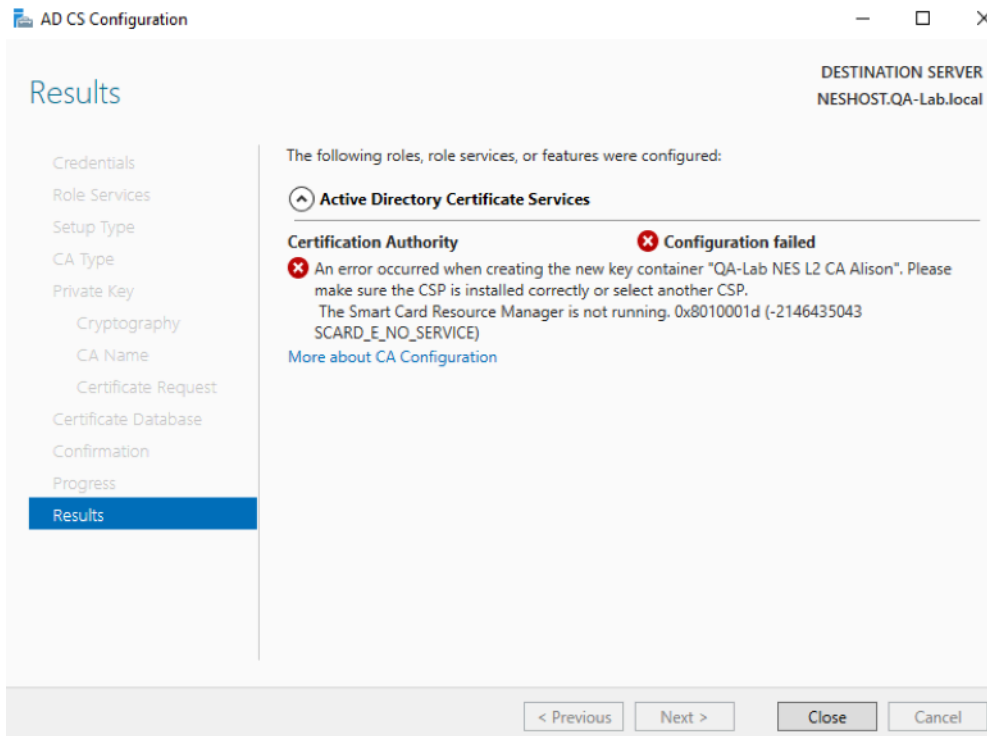 AD CS Configuration
Results
DESTINATION SERVER
NESHOST.QA-Lab.local
Credentials
Role Services
Setup Type
CA Type
Private Key
Cryptography
CA Name
Certificate Request
Certificate Database
Confirmation
Progress
Results
The following roles, role services, or features were configured:
Active Directory Certificate Services
Certification Authority
Configuration failed
An error occurred when creating the new key container "QA-Lab NES L2 CA Alison". Please
make sure the CSP is installed correctly or select another CSP.
The Smart Card Resource Manager is not running. 0x8010001d (-2146435043
SCARD_E_NO_SERVICE)
More about CA Configuration
< Previous
Next >
Close
Cancel